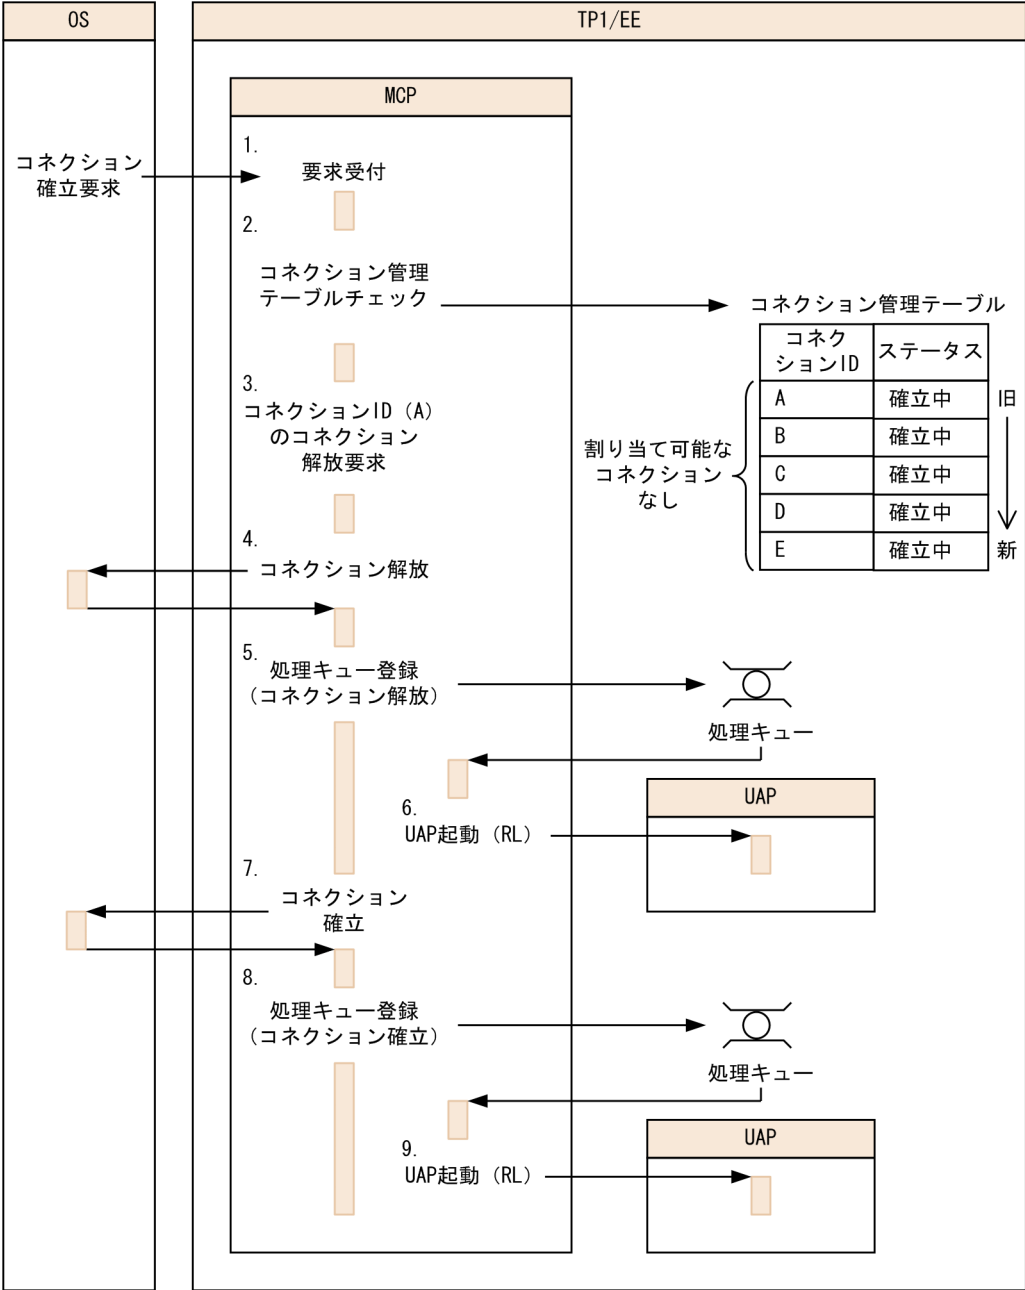 OS
TP1/EE
MCP
1.
コネクション
確立要求
要求受付
2.
コネクション管理
テーブルチェック
コネクション管理テーブル
コネク
ションID
ステータス
3.
コネクションID（A）
のコネクション
解放要求
割り当て可能な
コネクション
なし
A 確立中 旧
B 確立中
C 確立中
D 確立中
E 確立中 新
4.
コネクション解放
5.
処理キュー登録
（コネクション解放）
処理キュー
UAP
6.
UAP起動（RL）
7.
コネクション
確立
8.
処理キュー登録
（コネクション確立）
処理キュー
UAP
9.
UAP起動（RL）